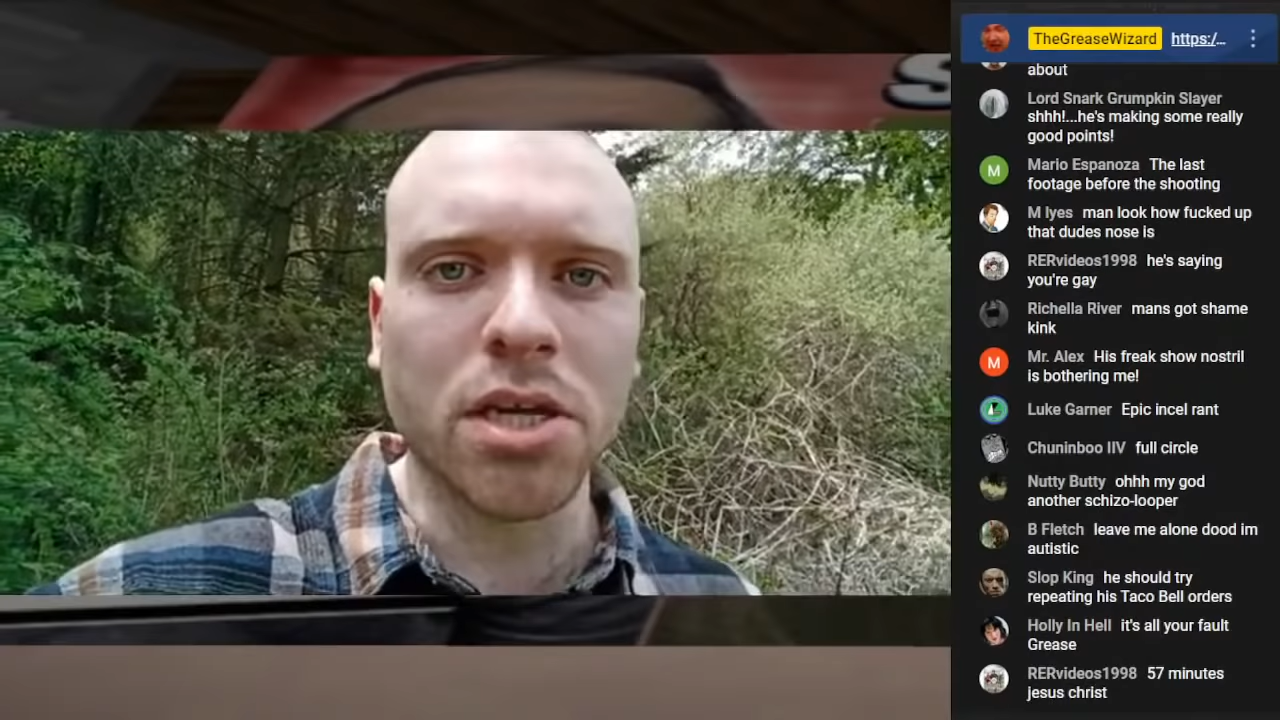 S
TheGreaseWizard https:/...
about
Lord Snark Grumpkin Slayer
shhh!...he's making some really
good points!
M
Mario Espanoza The last
footage before the shooting
M Iyes man look how fucked up
that dudes nose is
RERvideos1998 he's saying
you're gay
Richella River mans got shame
kink
M
Mr. Alex His freak show nostril
is bothering me!
Luke Garner Epic incel rant
Chuninboo IIV full circle
Nutty Butty ohhh my god
another schizo-looper
B Fletch leave me alone dood im
autistic
Slop King he should try
repeating his Taco Bell orders
Holly In Hell it's all your fault
Grease
RERvideos1998 57 minutes
jesus christ